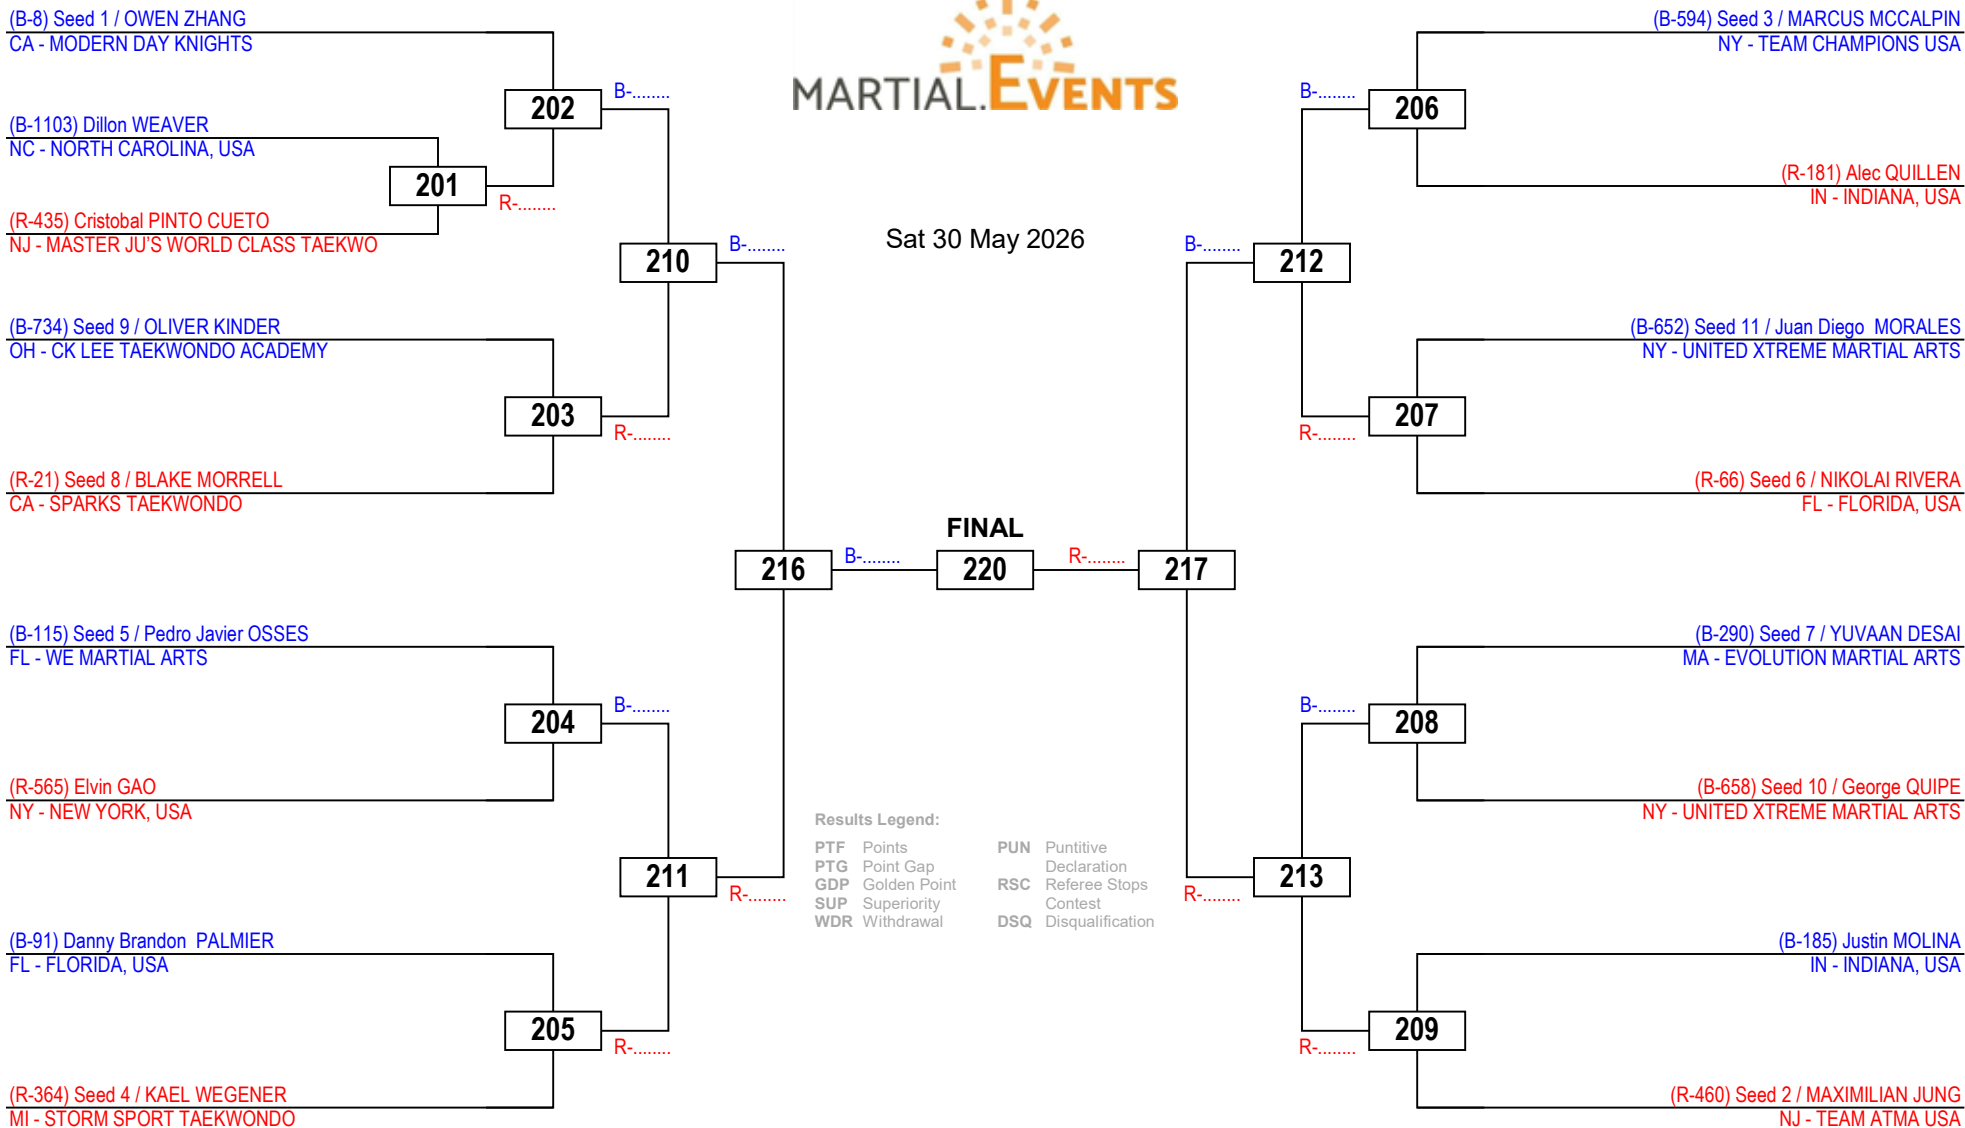 (B-8) Seed 1 / OWEN ZHANG
CA - MODERN DAY KNIGHTS
(B-1103) Dillon WEAVER
NC - NORTH CAROLINA, USA
(R-435) Cristobal PINTO CUETO
NJ - MASTER JU'S WORLD CLASS TAEKWO
(B-734) Seed 9 / OLIVER KINDER
OH - CK LEE TAEKWONDO ACADEMY
(R-21) Seed 8 / BLAKE MORRELL
CA - SPARKS TAEKWONDO
(B-115) Seed 5 / Pedro Javier OSSES
FL - WE MARTIAL ARTS
(R-565) Elvin GAO
NY - NEW YORK, USA
(B-91) Danny Brandon  PALMIER
FL - FLORIDA, USA
(R-364) Seed 4 / KAEL WEGENER
MI - STORM SPORT TAEKWONDO
201
R-........
202
B-........
203
R-........
204
B-........
205
R-........
210
B-........
211
R-........
216
B-........
MARTIAL.EVENTS
Sat 30 May 2026
FINAL
220
Results Legend:
PTF Points
PTG Point Gap
GDP Golden Point
SUP Superiority
WDR Withdrawal
PUN Puntitive
Declaration
RSC Referee Stops
Contest
DSQ Disqualification
R-........
217
B-........
212
R-........
213
B-........
206
R-........
207
B-........
208
R-........
209
(B-594) Seed 3 / MARCUS MCCALPIN
NY - TEAM CHAMPIONS USA
(R-181) Alec QUILLEN
IN - INDIANA, USA
(B-652) Seed 11 / Juan Diego  MORALES
NY - UNITED XTREME MARTIAL ARTS
(R-66) Seed 6 / NIKOLAI RIVERA
FL - FLORIDA, USA
(B-290) Seed 7 / YUVAAN DESAI
MA - EVOLUTION MARTIAL ARTS
(B-658) Seed 10 / George QUIPE
NY - UNITED XTREME MARTIAL ARTS
(B-185) Justin MOLINA
IN - INDIANA, USA
(R-460) Seed 2 / MAXIMILIAN JUNG
NJ - TEAM ATMA USA